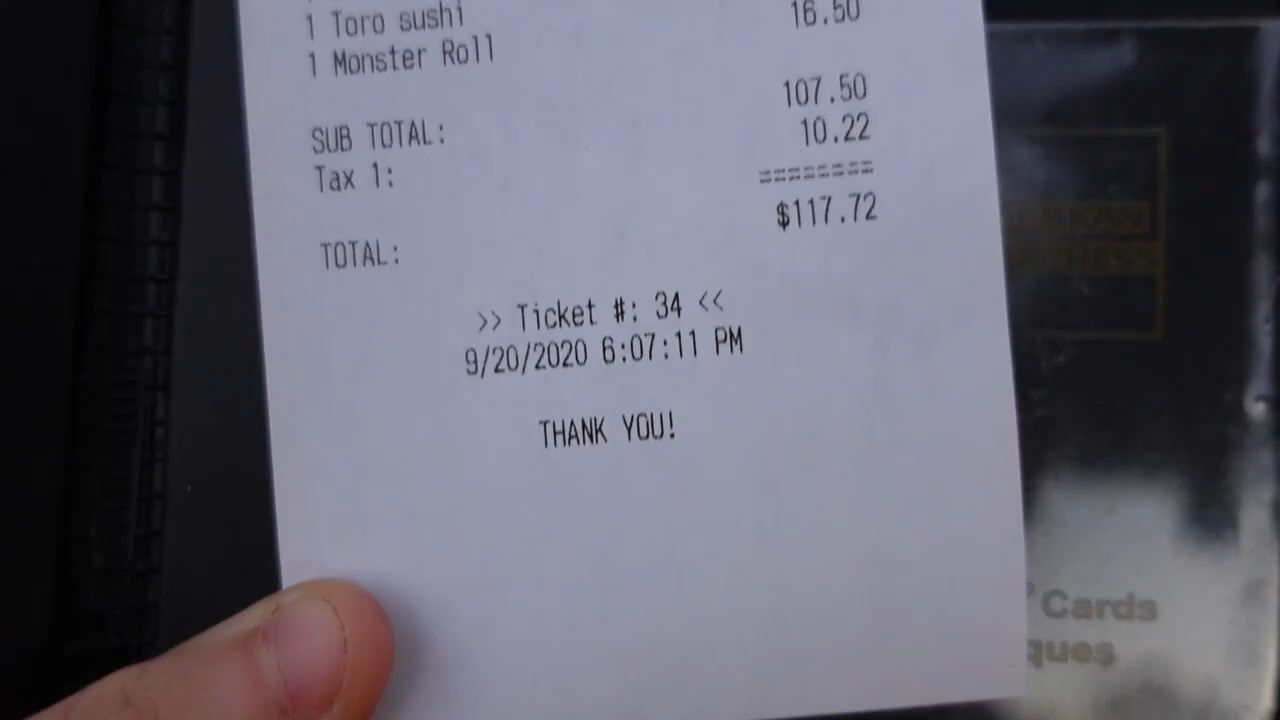 1 Toro sushi
1 Monster Roll 16.50
SUB TOTAL: 107.50
Tax 1: 10.22
========
TOTAL: $117.72
>> Ticket #: 34 <<
9/20/2020 6:07:11 PM
THANK YOU!
Cards
ques